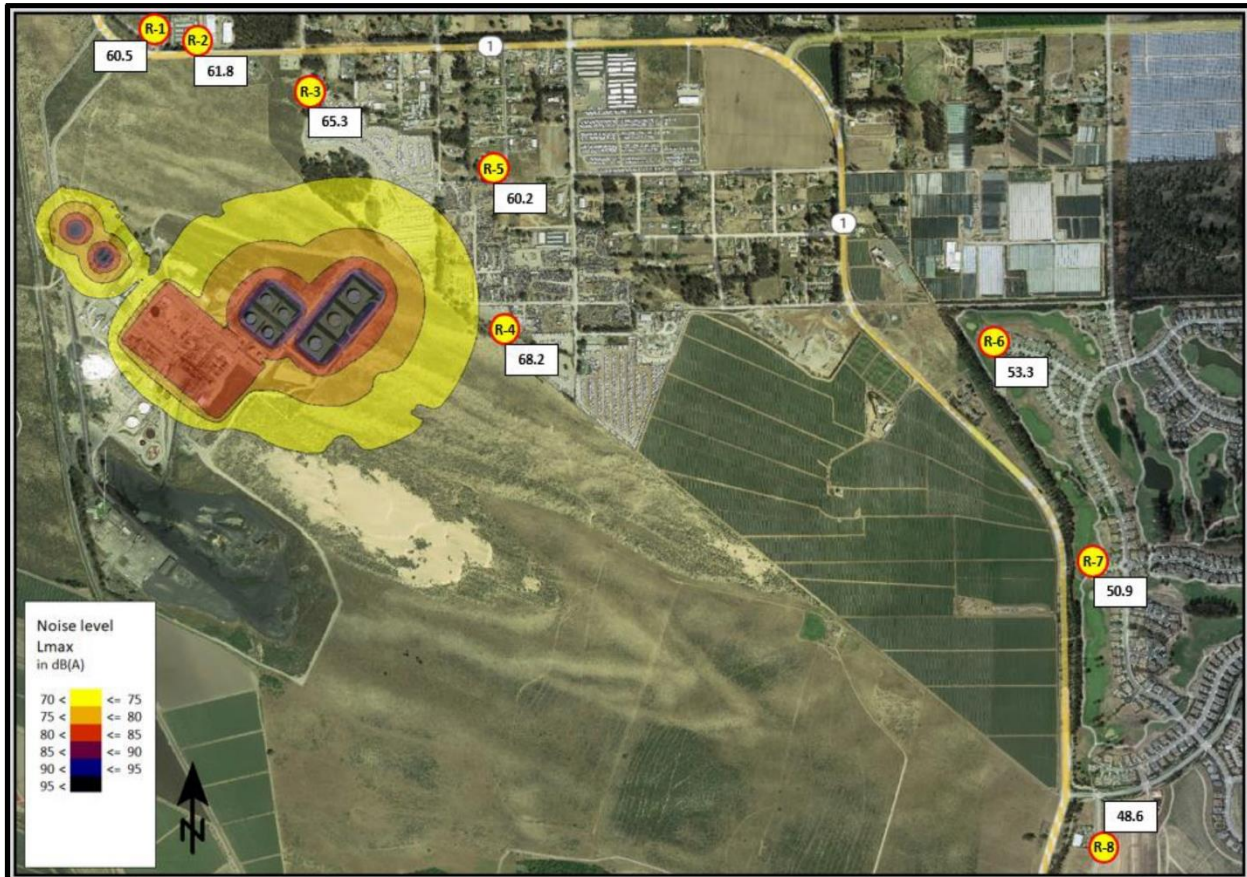 R-1
60.5
R-2
61.8
1
R-3
65.3
R-5
60.2
1
R-4
68.2
R-6
53.3
R-7
50.9
48.6
R-8
Noise level
Lmax
in dB(A)
70 < <= 75
75 < <= 80
80 < <= 85
85 < <= 90
90 < <= 95
95 <
N